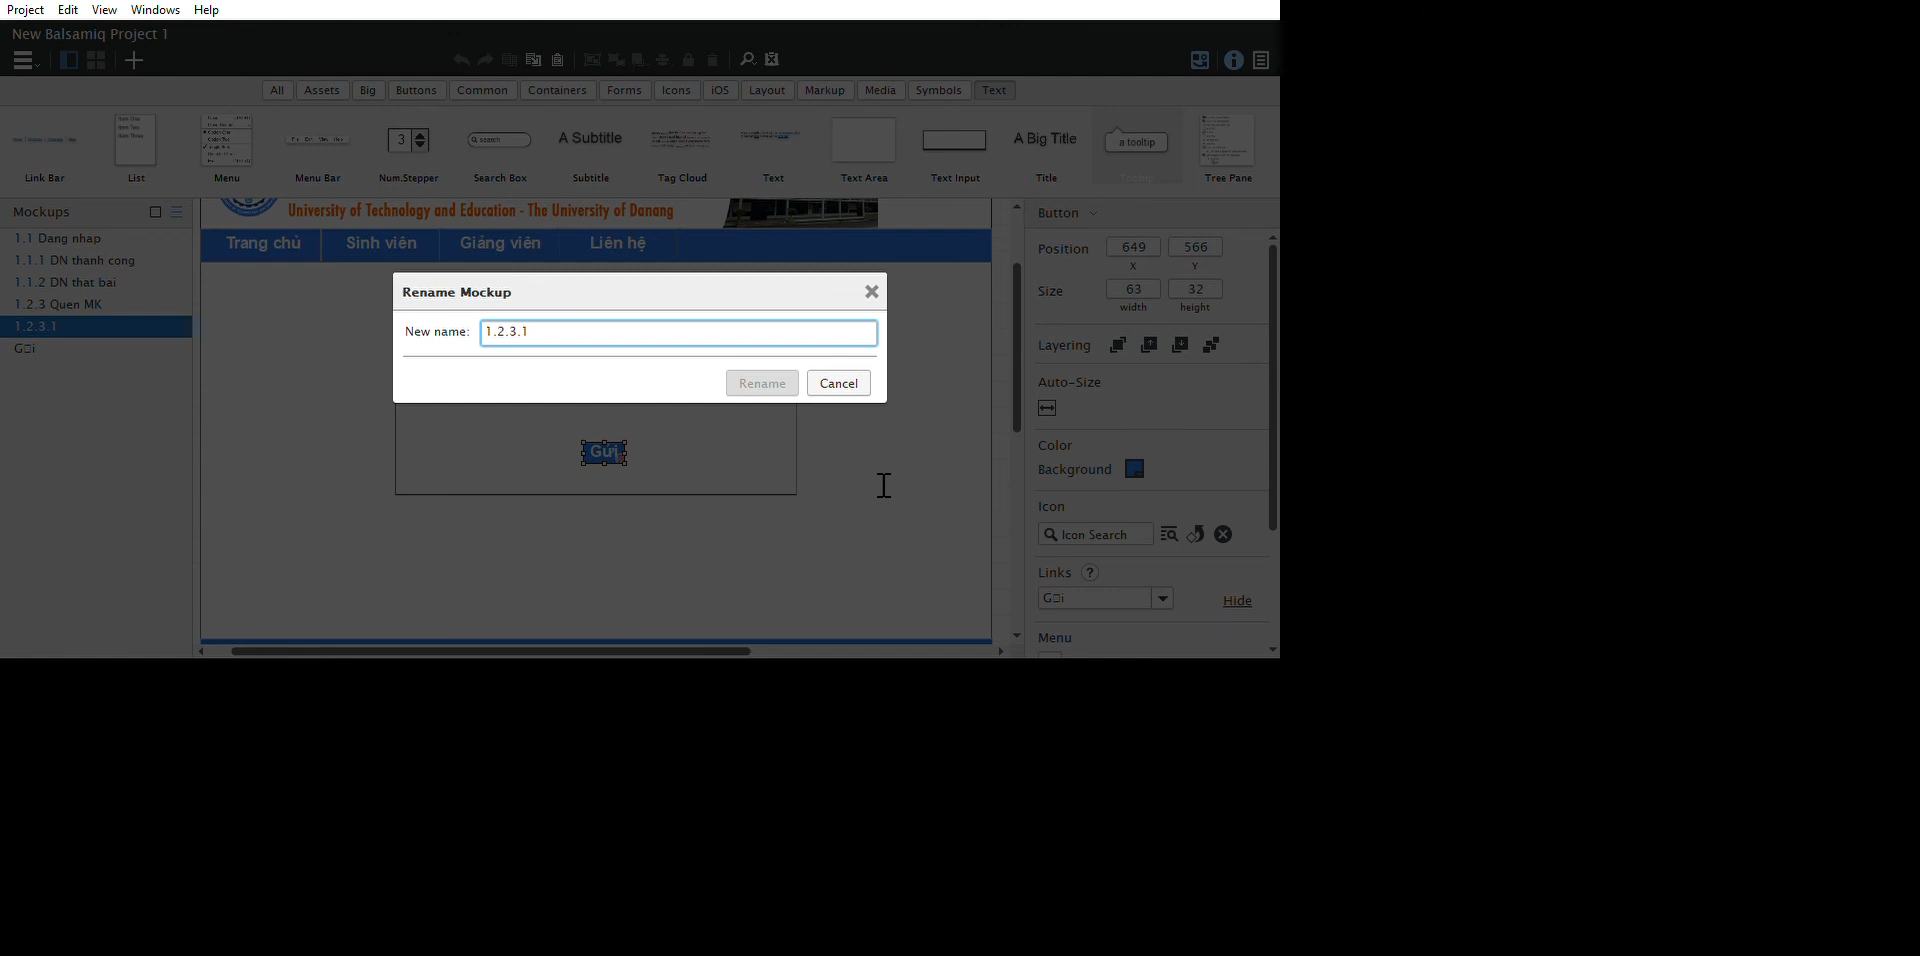 Project Edit View Windows Help
New Balsamiq Project 1
All Assets Big Buttons Common Containers Forms Icons iOS Layout Markup Media Symbols Text
3 search A Subtitle A Big Title a tooltip
Link Bar List Menu Menu Bar Num.Stepper Search Box Subtitle Tag Cloud Text Text Area Text Input Title Tooltip Tree Pane
Mockups
1.1 Dang nhap
1.1.1 DN thanh cong
1.1.2 DN that bai
1.2.3 Quen MK
1.2.3.1
G□i
University of Technology and Education - The University of Danang
Trang chủ Sinh viên Giảng viên Liên hệ
Rename Mockup
New name: 1.2.3.1
Rename Cancel
Gửi
Button
Position 649 566
X Y
Size 63 32
width height
Layering
Auto-Size
Color
Background
Icon
Icon Search
Links ?
G□i Hide
Menu